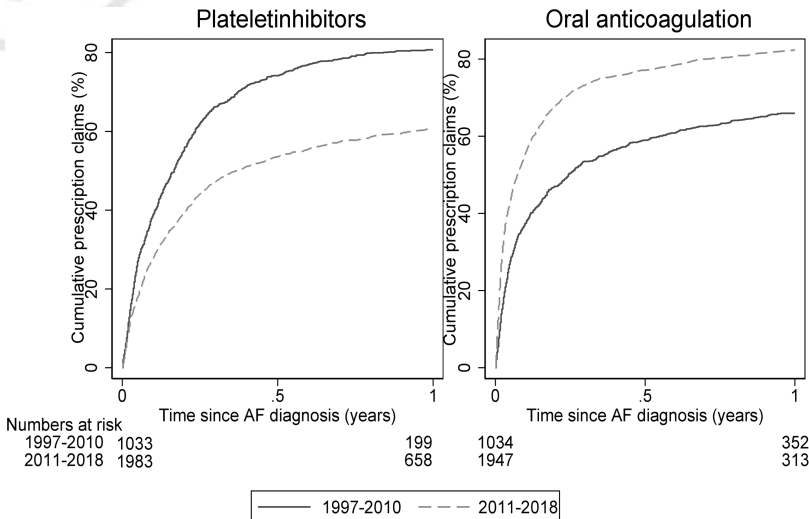 Plateletinhibitors
Oral anticoagulation
Cumulative prescription claims (%)
80
60
40
20
0
0 .5 1
Time since AF diagnosis (years)
Cumulative prescription claims (%)
80
60
40
20
0
0 .5 1
Time since AF diagnosis (years)
Numbers at risk
1997-2010 1033 199 1034 352
2011-2018 1983 658 1947 313
1997-2010 2011-2018